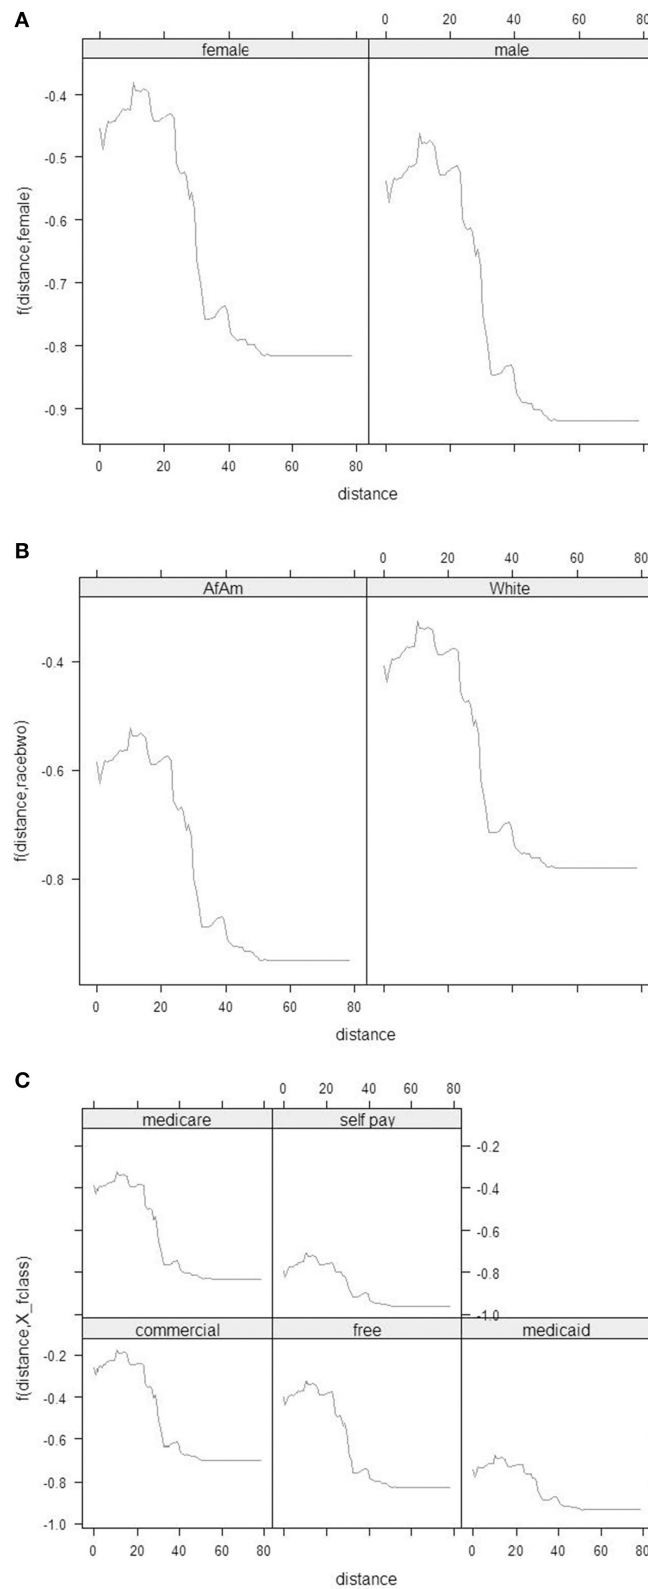 A
0 20 40 60 80
female male
-0.4
-0.5
-0.6
-0.7
-0.8
-0.9
f(distance,female)
0 20 40 60 80
distance
B
0 20 40 60 80
AfAm White
-0.4
-0.6
-0.8
f(distance,racebwo)
0 20 40 60 80
distance
C
0 20 40 60 80
medicare self pay
-0.2
-0.4
-0.6
-0.8
-1.0
commercial free medicaid
-0.2
-0.4
-0.6
-0.8
-1.0
f(distance,X_fclass)
0 20 40 60 80 0 20 40 60 80
distance